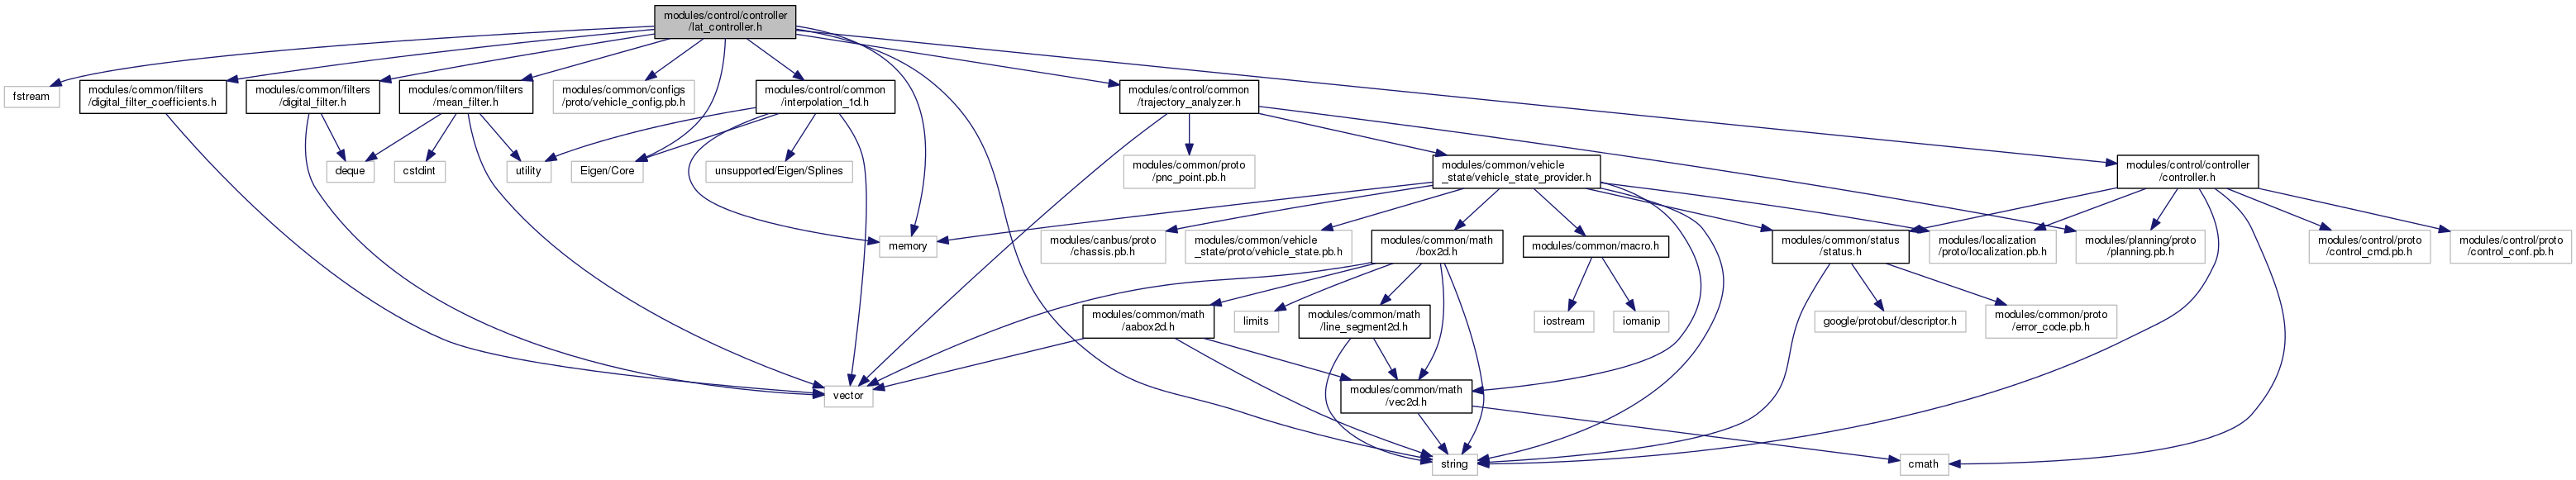 modules/control/controller
/lat_controller.h
fstream
modules/common/filters
/digital_filter_coefficients.h
modules/common/filters
/digital_filter.h
modules/common/filters
/mean_filter.h
modules/common/configs
/proto/vehicle_config.pb.h
modules/control/common
/interpolation_1d.h
modules/control/common
/trajectory_analyzer.h
deque
cstdint
utility
Eigen/Core
unsupported/Eigen/Splines
modules/common/proto
/pnc_point.pb.h
modules/common/vehicle
_state/vehicle_state_provider.h
modules/control/controller
/controller.h
memory
modules/canbus/proto
/chassis.pb.h
modules/common/vehicle
_state/proto/vehicle_state.pb.h
modules/common/math
/box2d.h
modules/common/macro.h
modules/common/status
/status.h
modules/localization
/proto/localization.pb.h
modules/planning/proto
/planning.pb.h
modules/control/proto
/control_cmd.pb.h
modules/control/proto
/control_conf.pb.h
modules/common/math
/aabox2d.h
limits
modules/common/math
/line_segment2d.h
iostream
iomanip
google/protobuf/descriptor.h
modules/common/proto
/error_code.pb.h
vector
modules/common/math
/vec2d.h
string
cmath